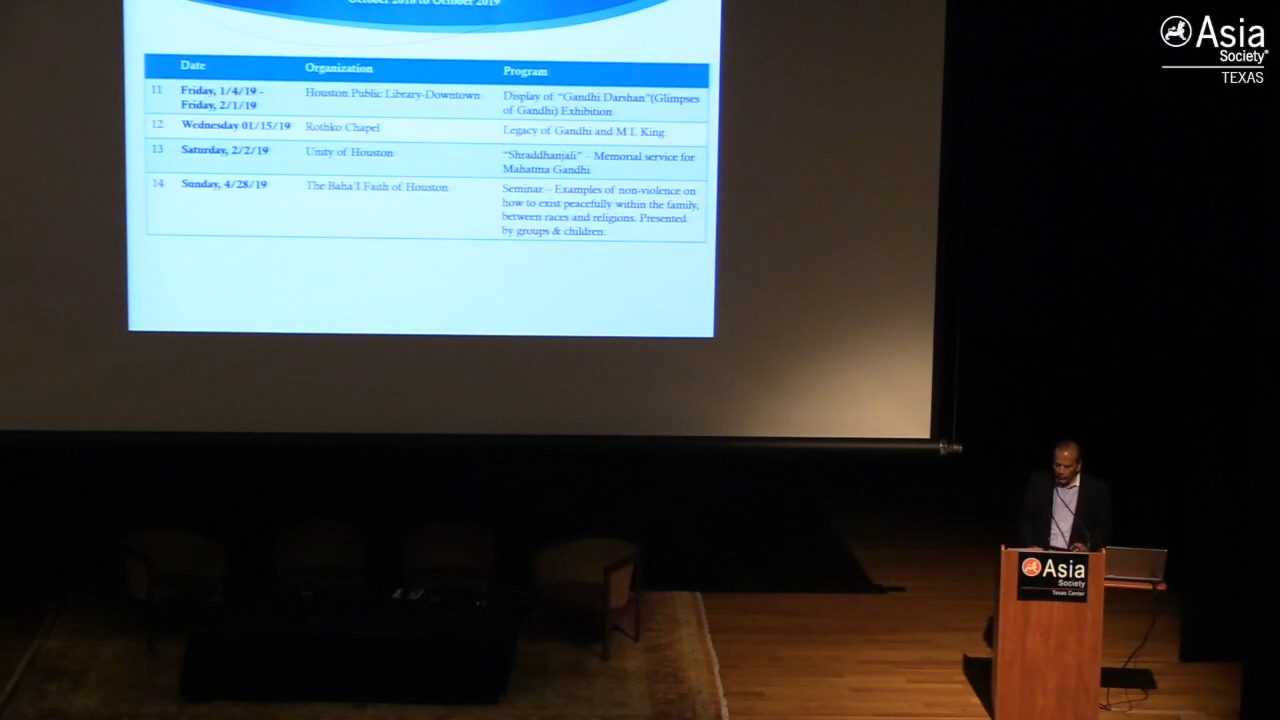 October 2018 to October 2019
Asia
Society®
TEXAS
Date Organization Program
11 Friday, 1/4/19 - Houston Public Library-Downtown Display of "Gandhi Darshan"(Glimpses
Friday, 2/1/19 of Gandhi) Exhibition
12 Wednesday 01/15/19 Rothko Chapel Legacy of Gandhi and M L King
13 Saturday, 2/2/19 Unity of Houston "Shraddhanjali" – Memorial service for
Mahatma Gandhi
14 Sunday, 4/28/19 The Baha'I Faith of Houston Seminar – Examples of non-violence on
how to exist peacefully within the family,
between races and religions. Presented
by groups & children.
Asia
Society
Texas Center